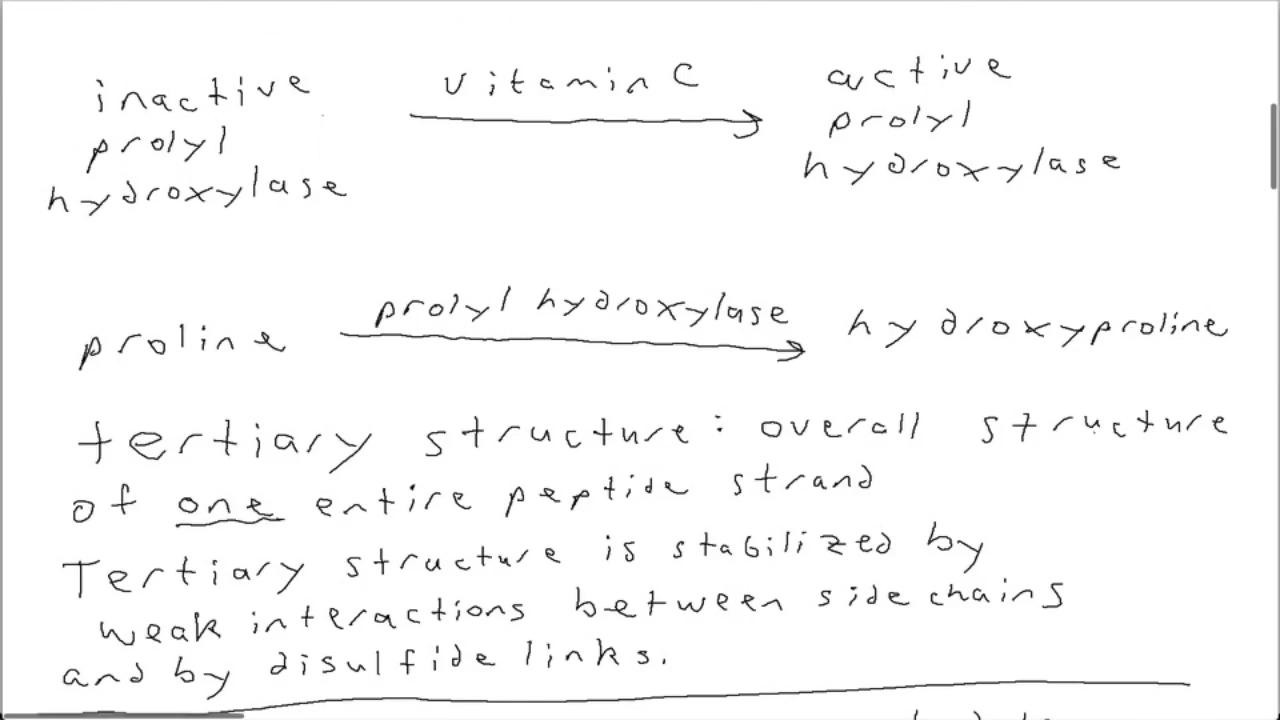 inactive prolyl hydroxylase
vitamin C
active prolyl hydroxylase
proline
prolyl hydroxylase
hydroxyproline
tertiary structure: overall structure
of one entire peptide strand
Tertiary structure is stabilized by
weak interactions between side chains
and by disulfide links.